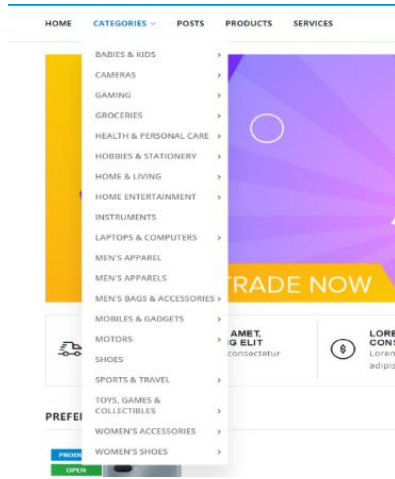 HOME CATEGORIES POSTS PRODUCTS SERVICES
BABIES & KIDS
CAMERAS
GAMING
GROCERIES
HEALTH & PERSONAL CARE
HOBBIES & STATIONERY
HOME & LIVING
HOME ENTERTAINMENT
INSTRUMENTS
LAPTOPS & COMPUTERS
MEN'S APPAREL
MEN'S APPARELS
MEN'S BAGS & ACCESSORIES
MOBILES & GADGETS
MOTORS
SHOES
SPORTS & TRAVEL
TOYS, GAMES &
COLLECTIBLES
WOMEN'S ACCESSORIES
WOMEN'S SHOES
TRADE NOW
AMET,
G ELIT
consectetur
LORE
CONS
Loren
adipis
PREFE
PRODU
OPEN